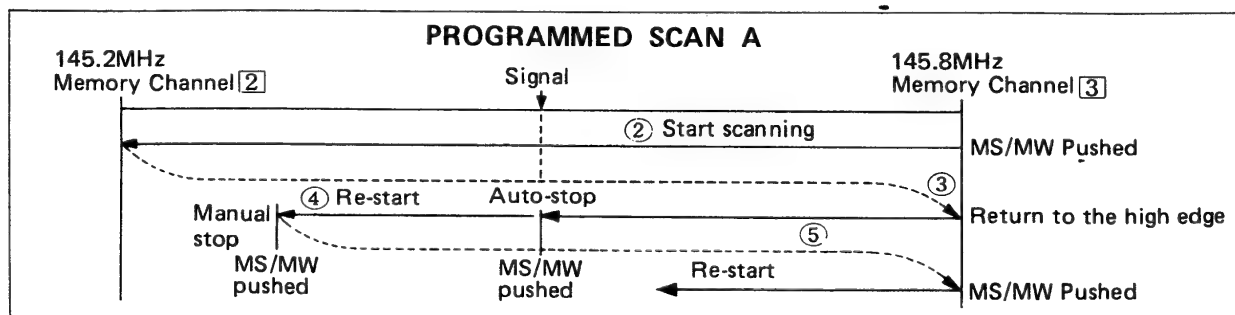 PROGRAMMED SCAN A
145.2MHz
Memory Channel 2
Signal
145.8MHz
Memory Channel 3
② Start scanning
MS/MW Pushed
③
④ Re-start
Auto-stop
Manual
stop
Return to the high edge
⑤
MS/MW
pushed
MS/MW
pushed
Re-start
MS/MW Pushed